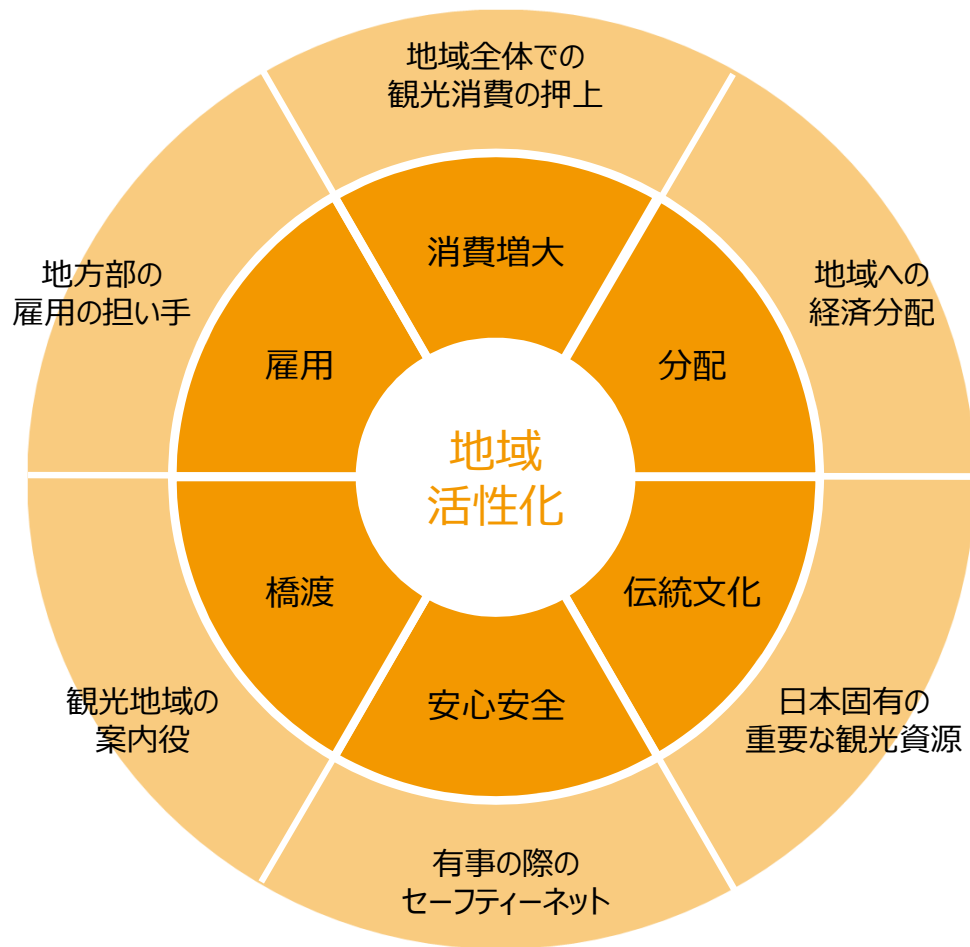 地域全体での
観光消費の押上
消費増大
地方部の
雇用の担い手
地域への
経済分配
雇用
分配
地域
活性化
橋渡
伝統文化
観光地域の
案内役
安心安全
日本固有の
重要な観光資源
有事の際の
セーフティーネット